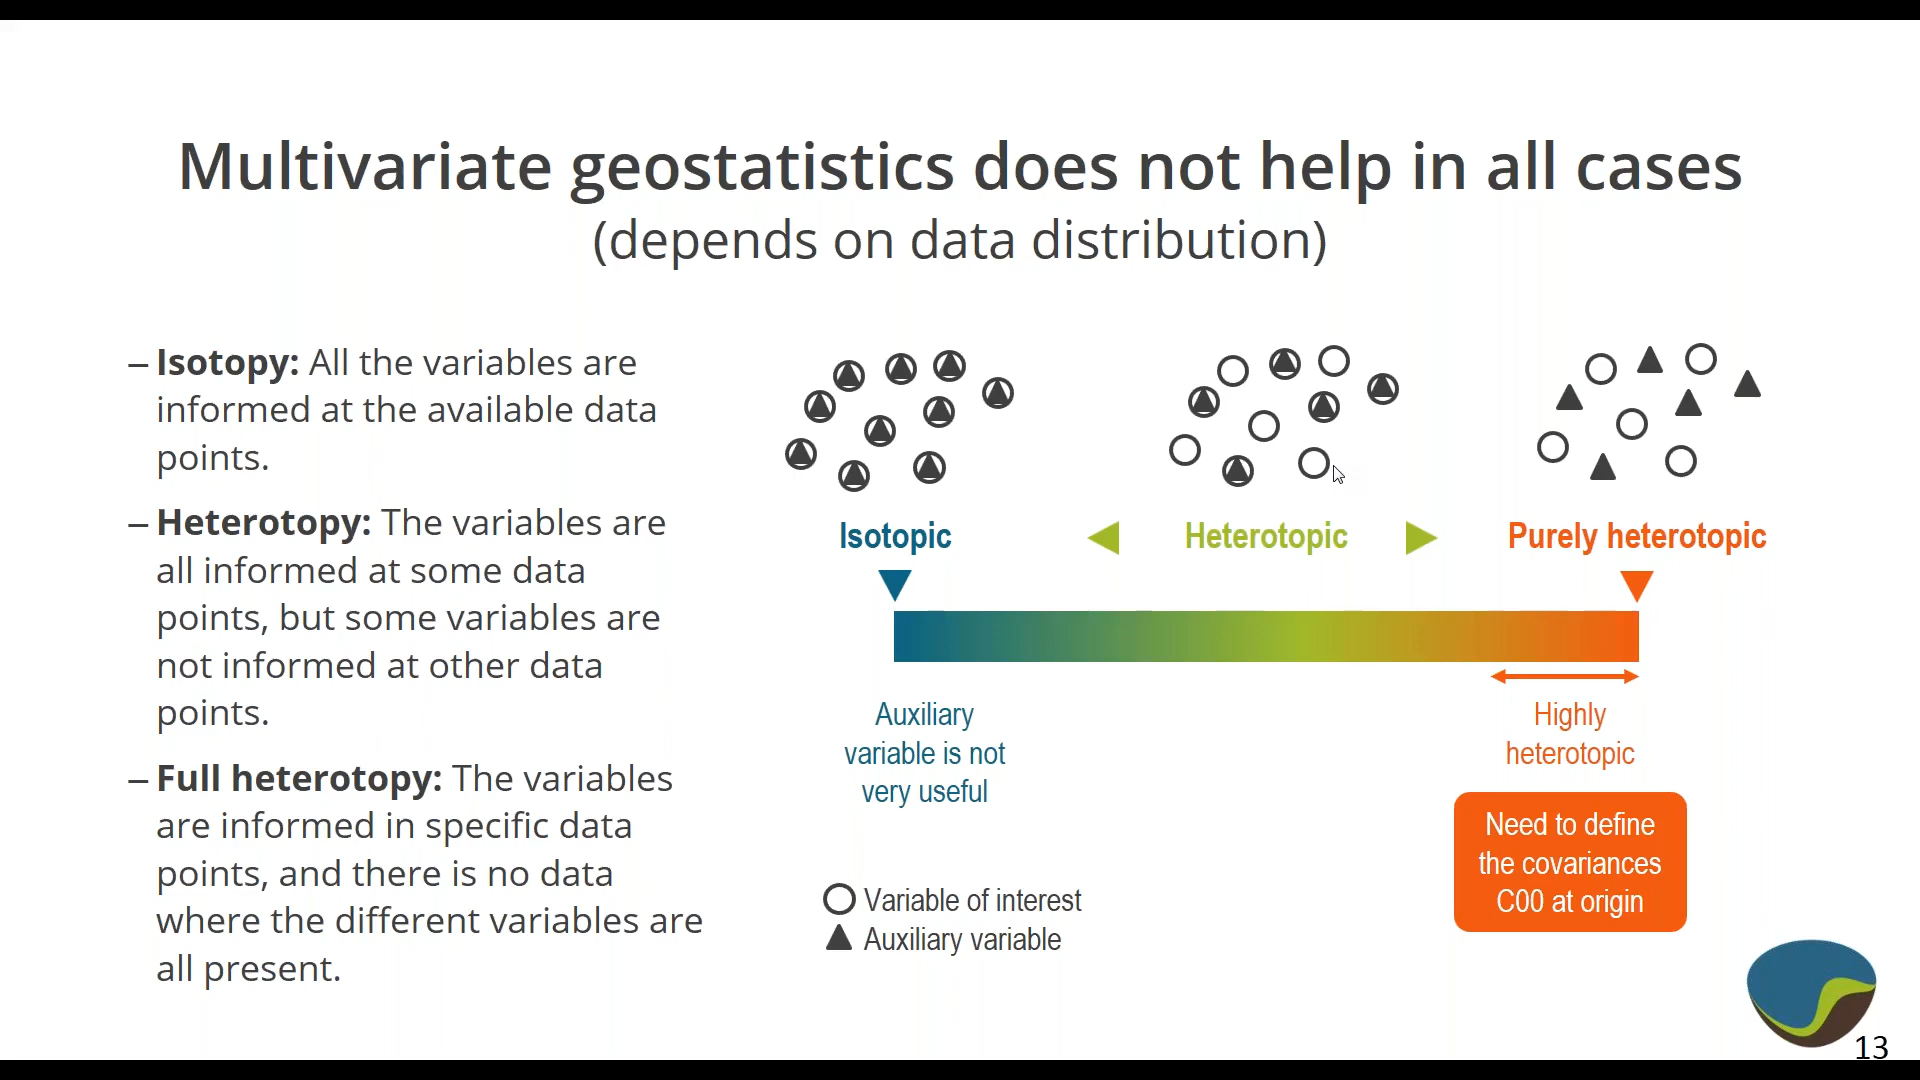 Multivariate geostatistics does not help in all cases
(depends on data distribution)
– Isotopy: All the variables are
informed at the available data
points.
– Heterotopy: The variables are
all informed at some data
points, but some variables are
not informed at other data
points.
– Full heterotopy: The variables
are informed in specific data
points, and there is no data
where the different variables are
all present.
Isotopic
Heterotopic
Purely heterotopic
Auxiliary
variable is not
very useful
Highly
heterotopic
Need to define
the covariances
C00 at origin
Variable of interest
Auxiliary variable
13